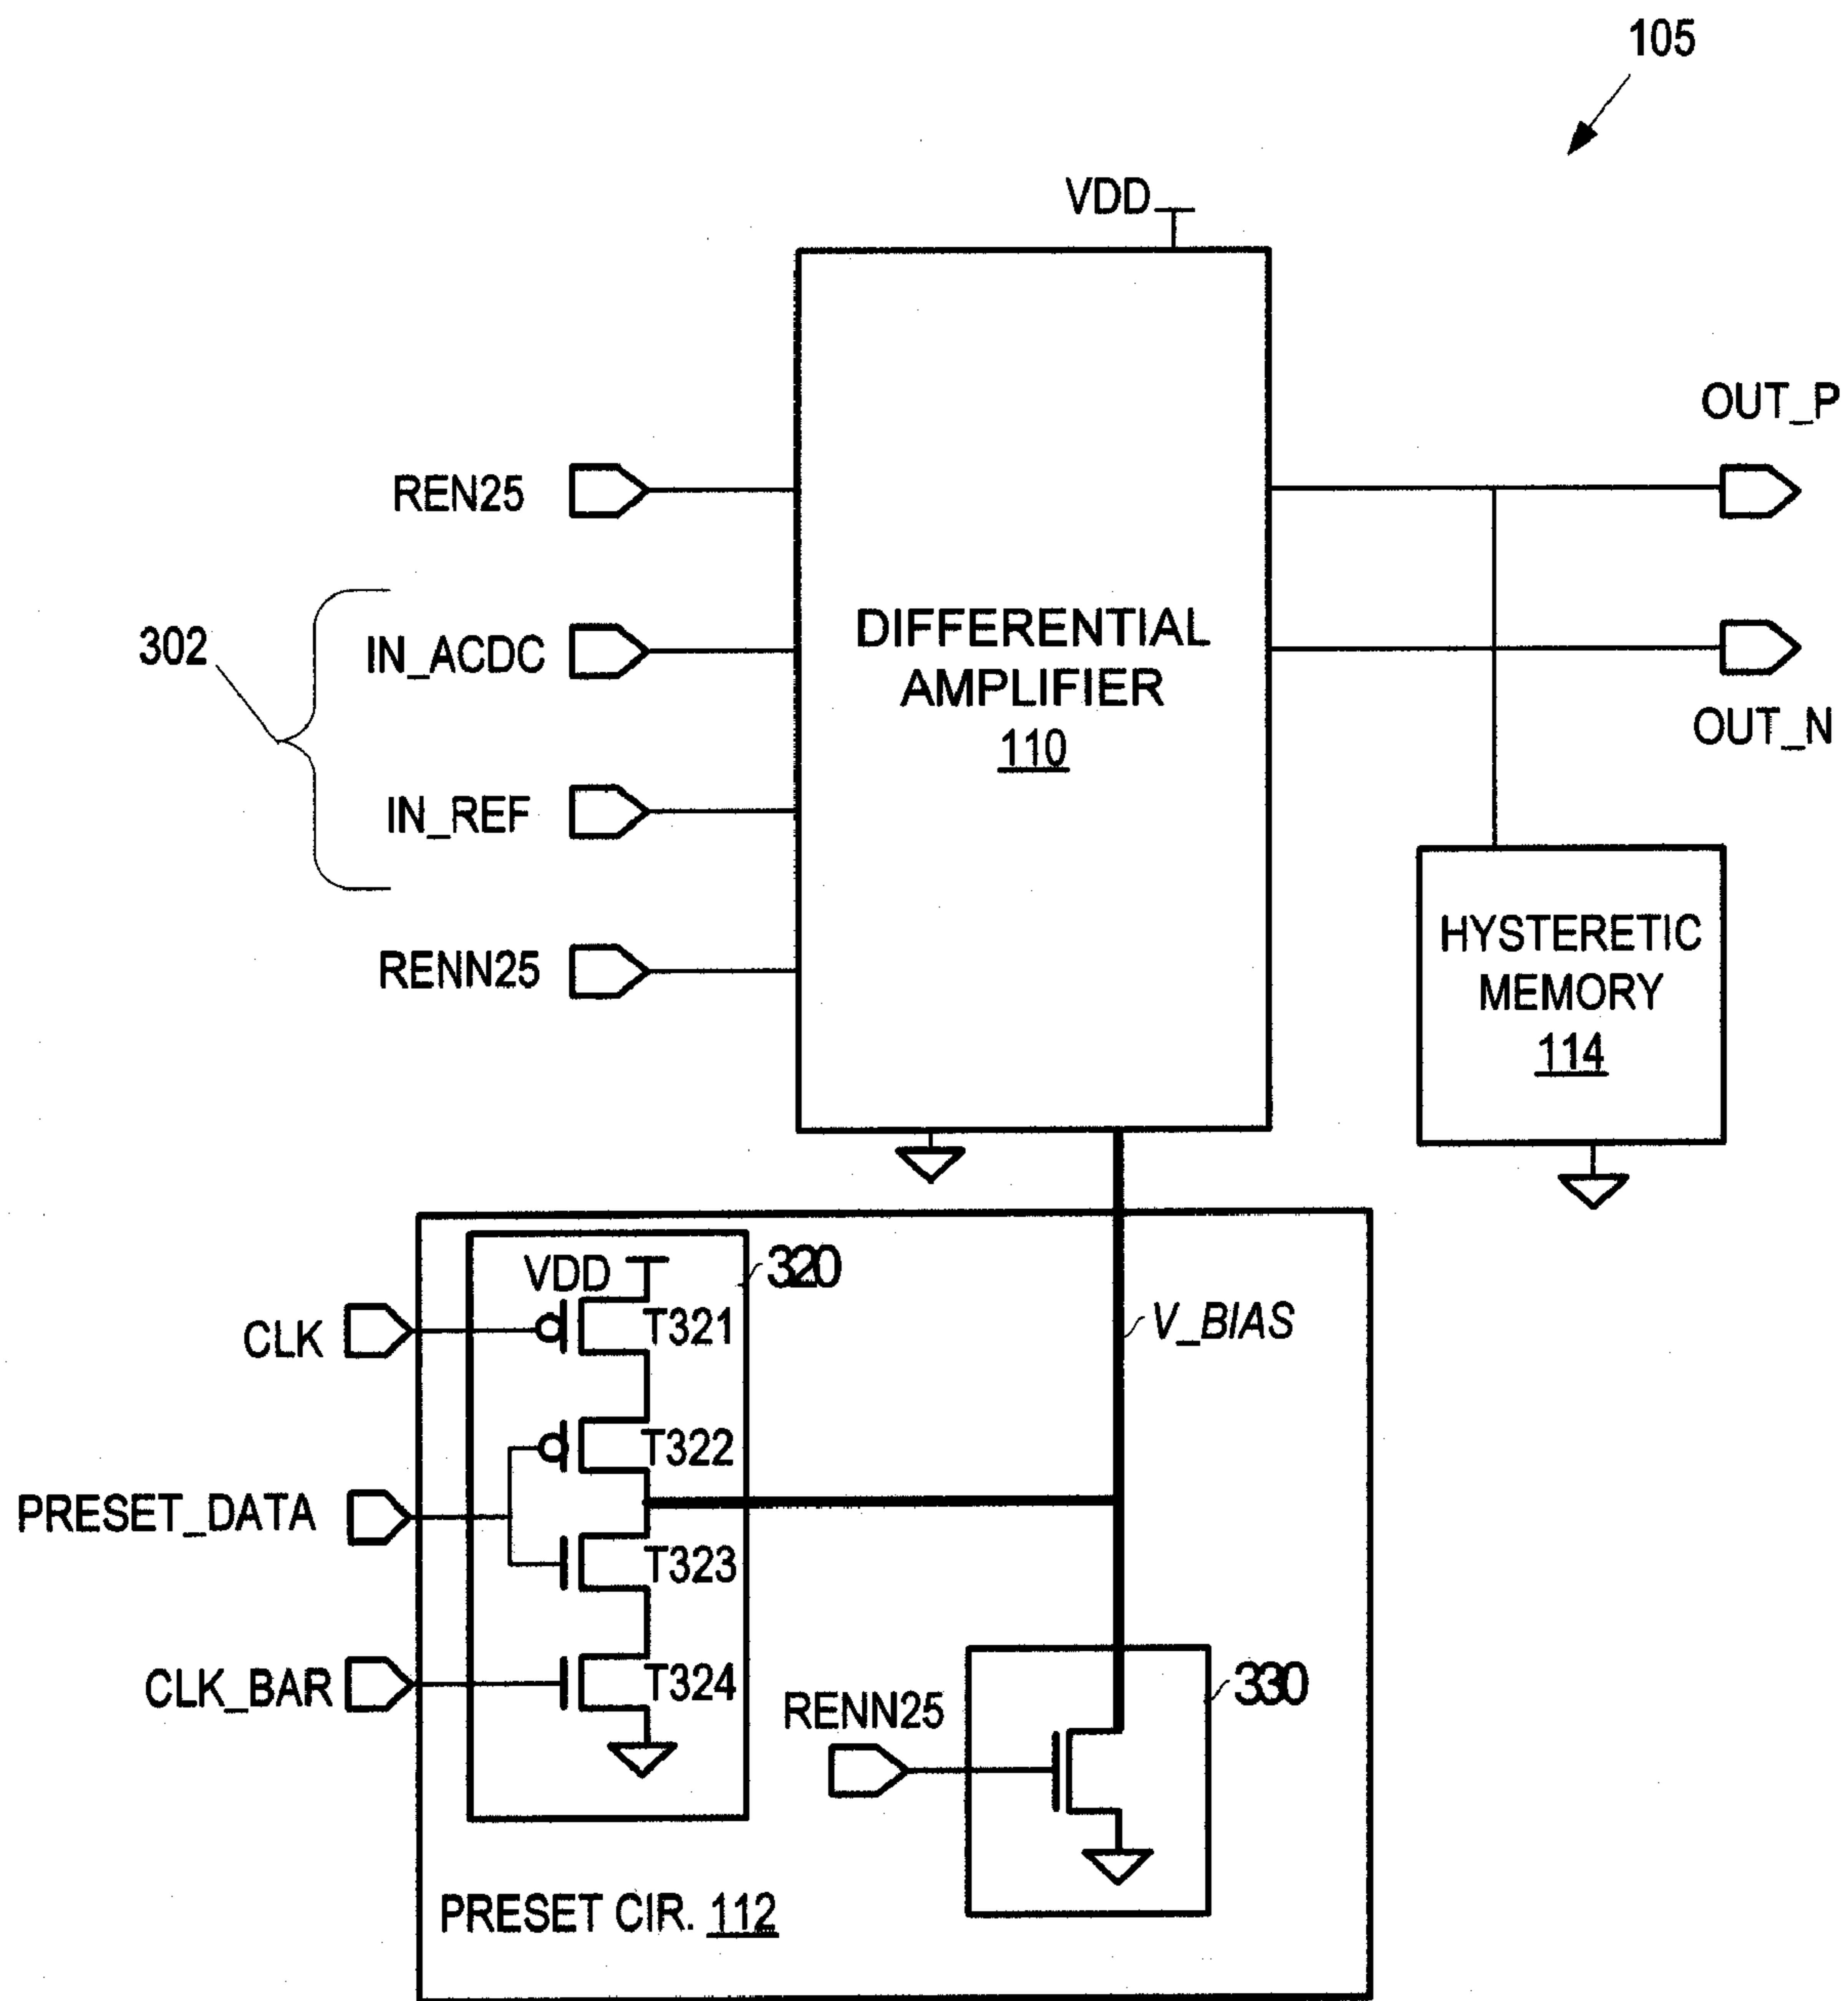 105
VDD
OUT_P
REN25
302
IN_ACDC
DIFFERENTIAL
AMPLIFIER
110
OUT_N
IN_REF
RENN25
HYSTERETIC
MEMORY
114
VDD
320
CLK
T321
V_BIAS
T322
PRESET_DATA
T323
CLK_BAR
T324
RENN25
330
PRESET CIR. 112